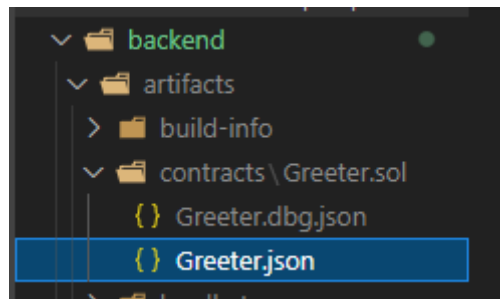 backend
artifacts
build-info
contracts\Greeter.sol
{ } Greeter.dbg.json
{ } Greeter.json